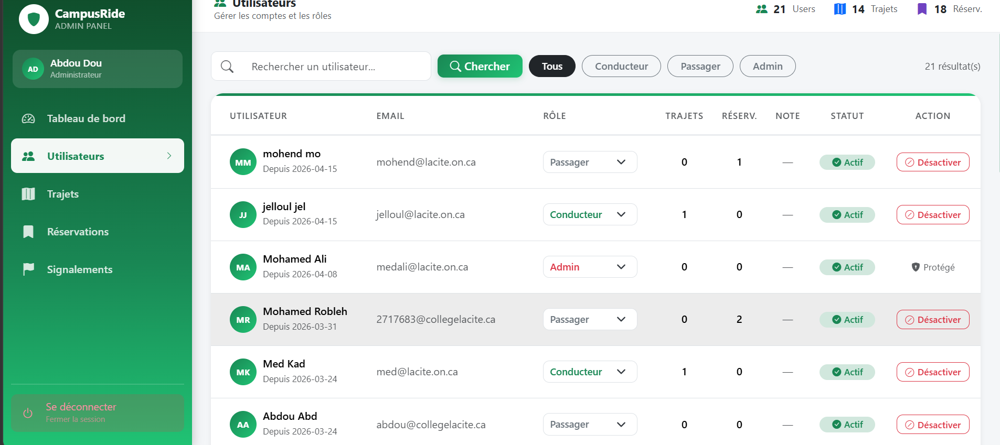 CampusRide
ADMIN PANEL
AD
Abdou Dou
Administrateur
Tableau de bord
Utilisateurs
Trajets
Réservations
Signalements
Se déconnecter
Fermer la session
Utilisateurs
Gérer les comptes et les rôles
21 Users 14 Trajets 18 Réserv.
Rechercher un utilisateur... Chercher Tous Conducteur Passager Admin 21 résultat(s)
UTILISATEUR EMAIL RÔLE TRAJETS RÉSERV. NOTE STATUT ACTION
MM mohend mo
Depuis 2026-04-15
mohend@lacite.on.ca Passager 0 1 — Actif Désactiver
JJ jelloul jel
Depuis 2026-04-15
jelloul@lacite.on.ca Conducteur 1 0 — Actif Désactiver
MA Mohamed Ali
Depuis 2026-04-08
medali@lacite.on.ca Admin 0 0 — Actif Protégé
MR Mohamed Robleh
Depuis 2026-03-31
2717683@collegelacite.ca Passager 0 2 — Actif Désactiver
MK Med Kad
Depuis 2026-03-24
med@lacite.on.ca Conducteur 1 0 — Actif Désactiver
AA Abdou Abd
Depuis 2026-03-24
abdou@collegelacite.ca Passager 0 0 — Actif Désactiver